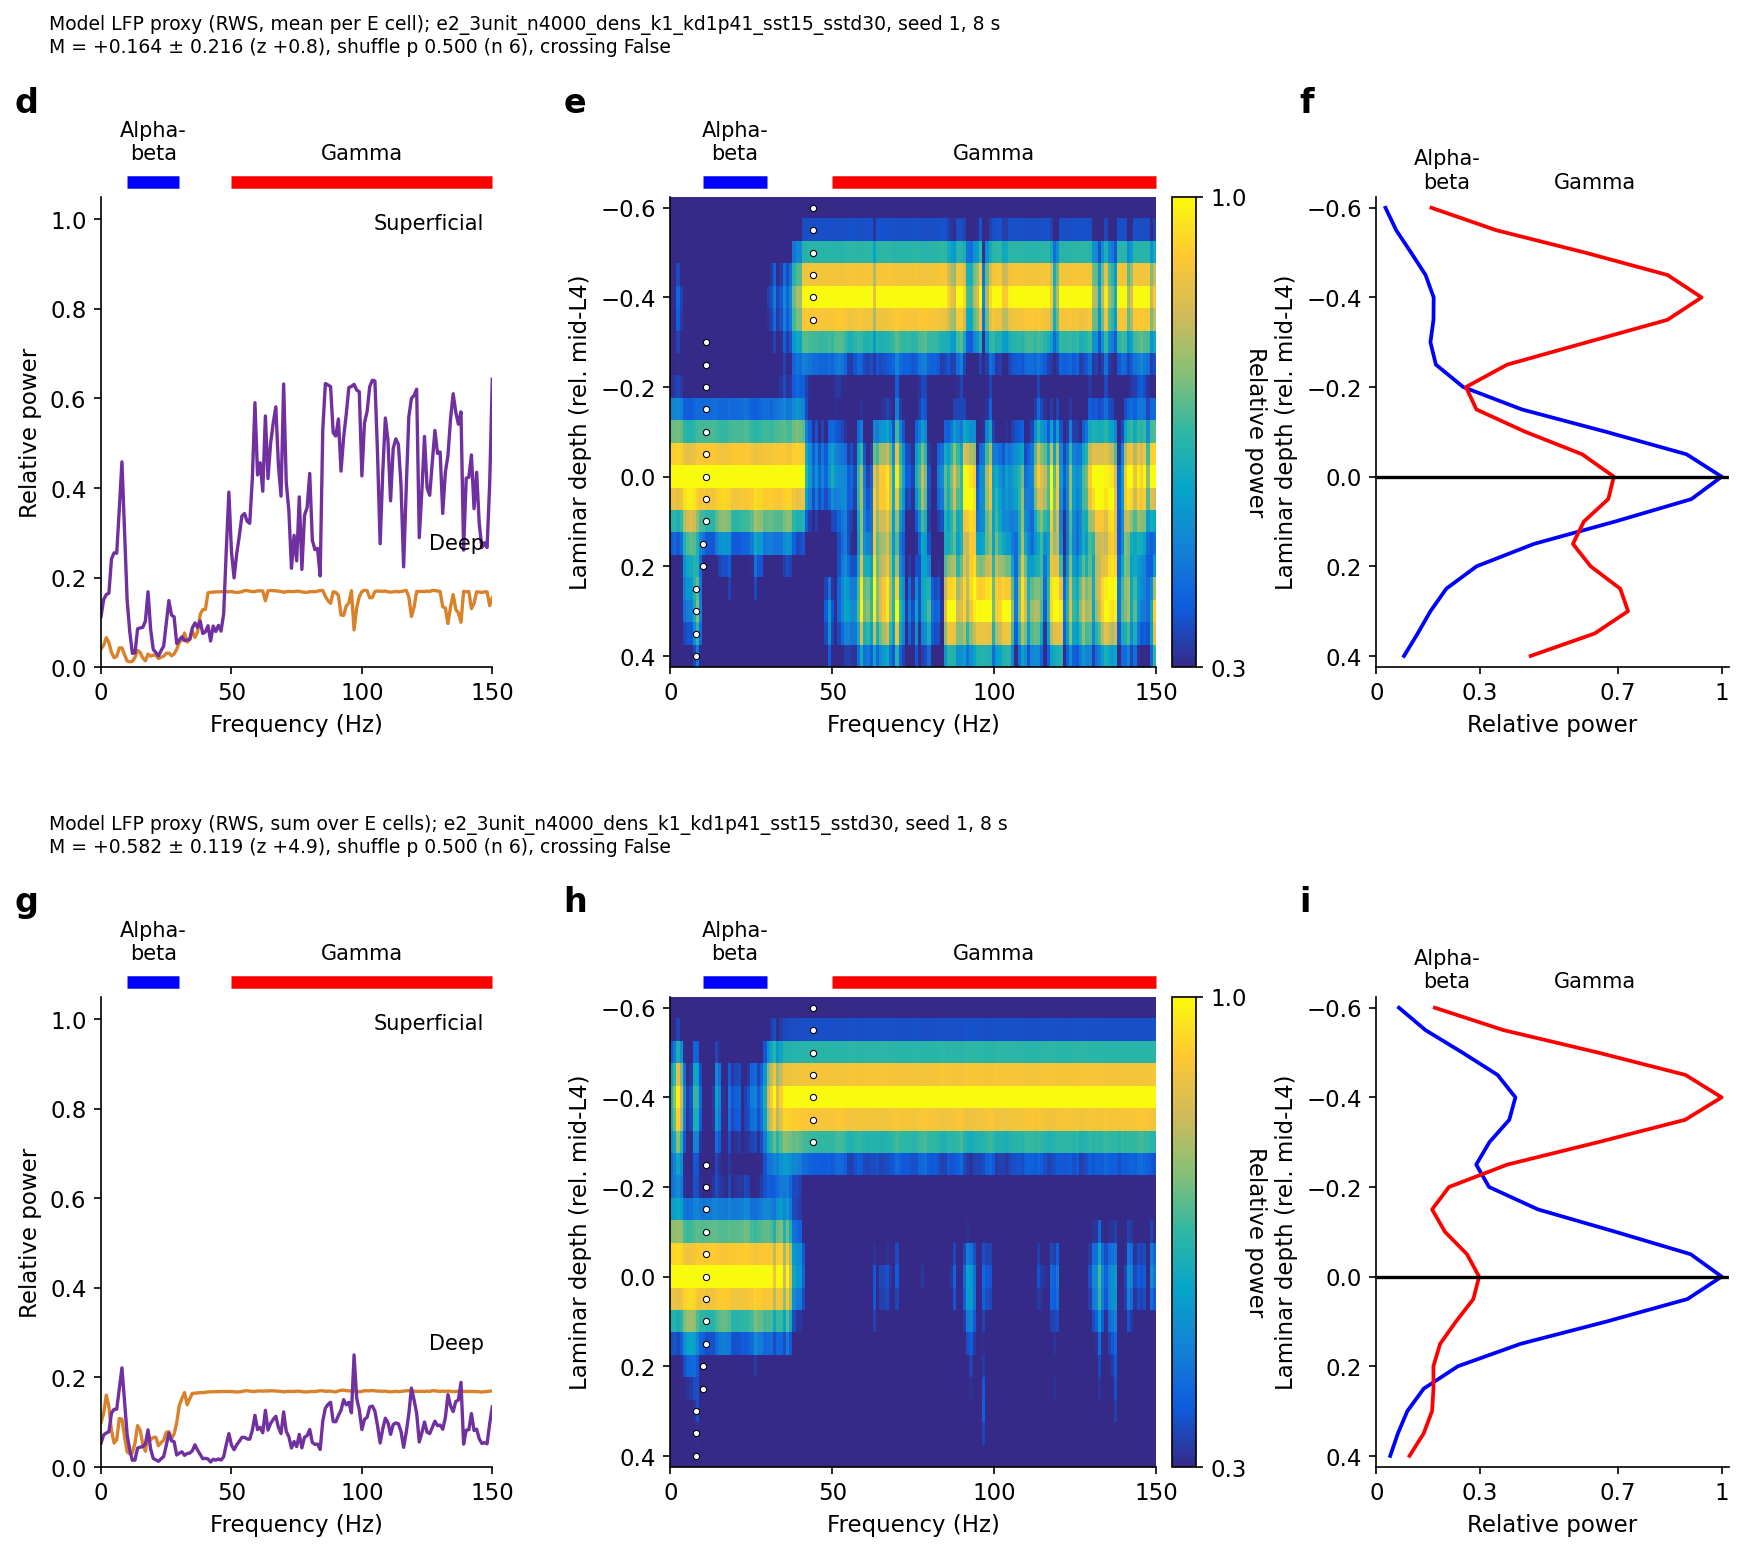 Model LFP proxy (RWS, mean per E cell); e2_3unit_n4000_dens_k1_kd1p41_sst15_sstd30, seed 1, 8 s
M = +0.164 ± 0.216 (z +0.8), shuffle p 0.500 (n 6), crossing False
d
Alpha-
beta
Gamma
Superficial
Deep
1.0
0.8
0.6
0.4
0.2
0.0
Relative power
0
50
100
150
Frequency (Hz)
e
Alpha-
beta
Gamma
−0.6
−0.4
−0.2
0.0
0.2
0.4
Laminar depth (rel. mid-L4)
0
50
100
150
Frequency (Hz)
1.0
0.3
Relative power
f
Alpha-
beta
Gamma
−0.6
−0.4
−0.2
0.0
0.2
0.4
Laminar depth (rel. mid-L4)
0
0.3
0.7
1
Relative power
Model LFP proxy (RWS, sum over E cells); e2_3unit_n4000_dens_k1_kd1p41_sst15_sstd30, seed 1, 8 s
M = +0.582 ± 0.119 (z +4.9), shuffle p 0.500 (n 6), crossing False
g
Alpha-
beta
Gamma
Superficial
Deep
1.0
0.8
0.6
0.4
0.2
0.0
Relative power
0
50
100
150
Frequency (Hz)
h
Alpha-
beta
Gamma
−0.6
−0.4
−0.2
0.0
0.2
0.4
Laminar depth (rel. mid-L4)
0
50
100
150
Frequency (Hz)
1.0
0.3
Relative power
i
Alpha-
beta
Gamma
−0.6
−0.4
−0.2
0.0
0.2
0.4
Laminar depth (rel. mid-L4)
0
0.3
0.7
1
Relative power